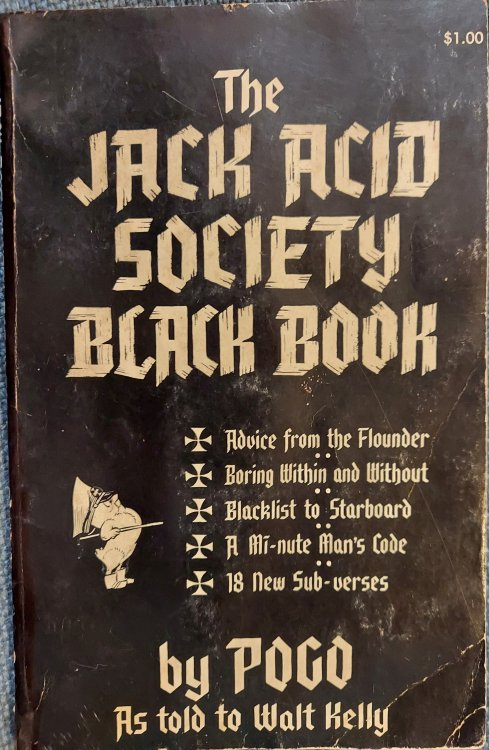 $1.00
The
JACK ACID
SOCIETY
BLACK BOOK
Advice from the Flounder
Boring Within and Without
Blacklist to Starboard
A Mi-nute Man's Code
18 New Sub-verses
by POGO
As told to Walt Kelly